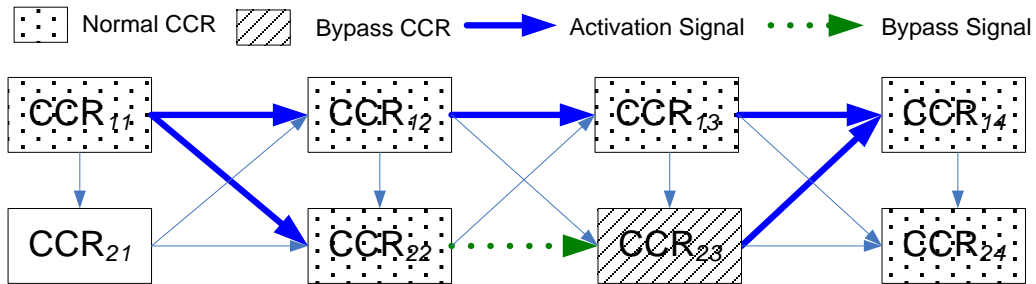 Normal CCR Bypass CCR Activation Signal Bypass Signal
CCR11 CCR12 CCR13 CCR14
CCR21 CCR22 CCR23 CCR24